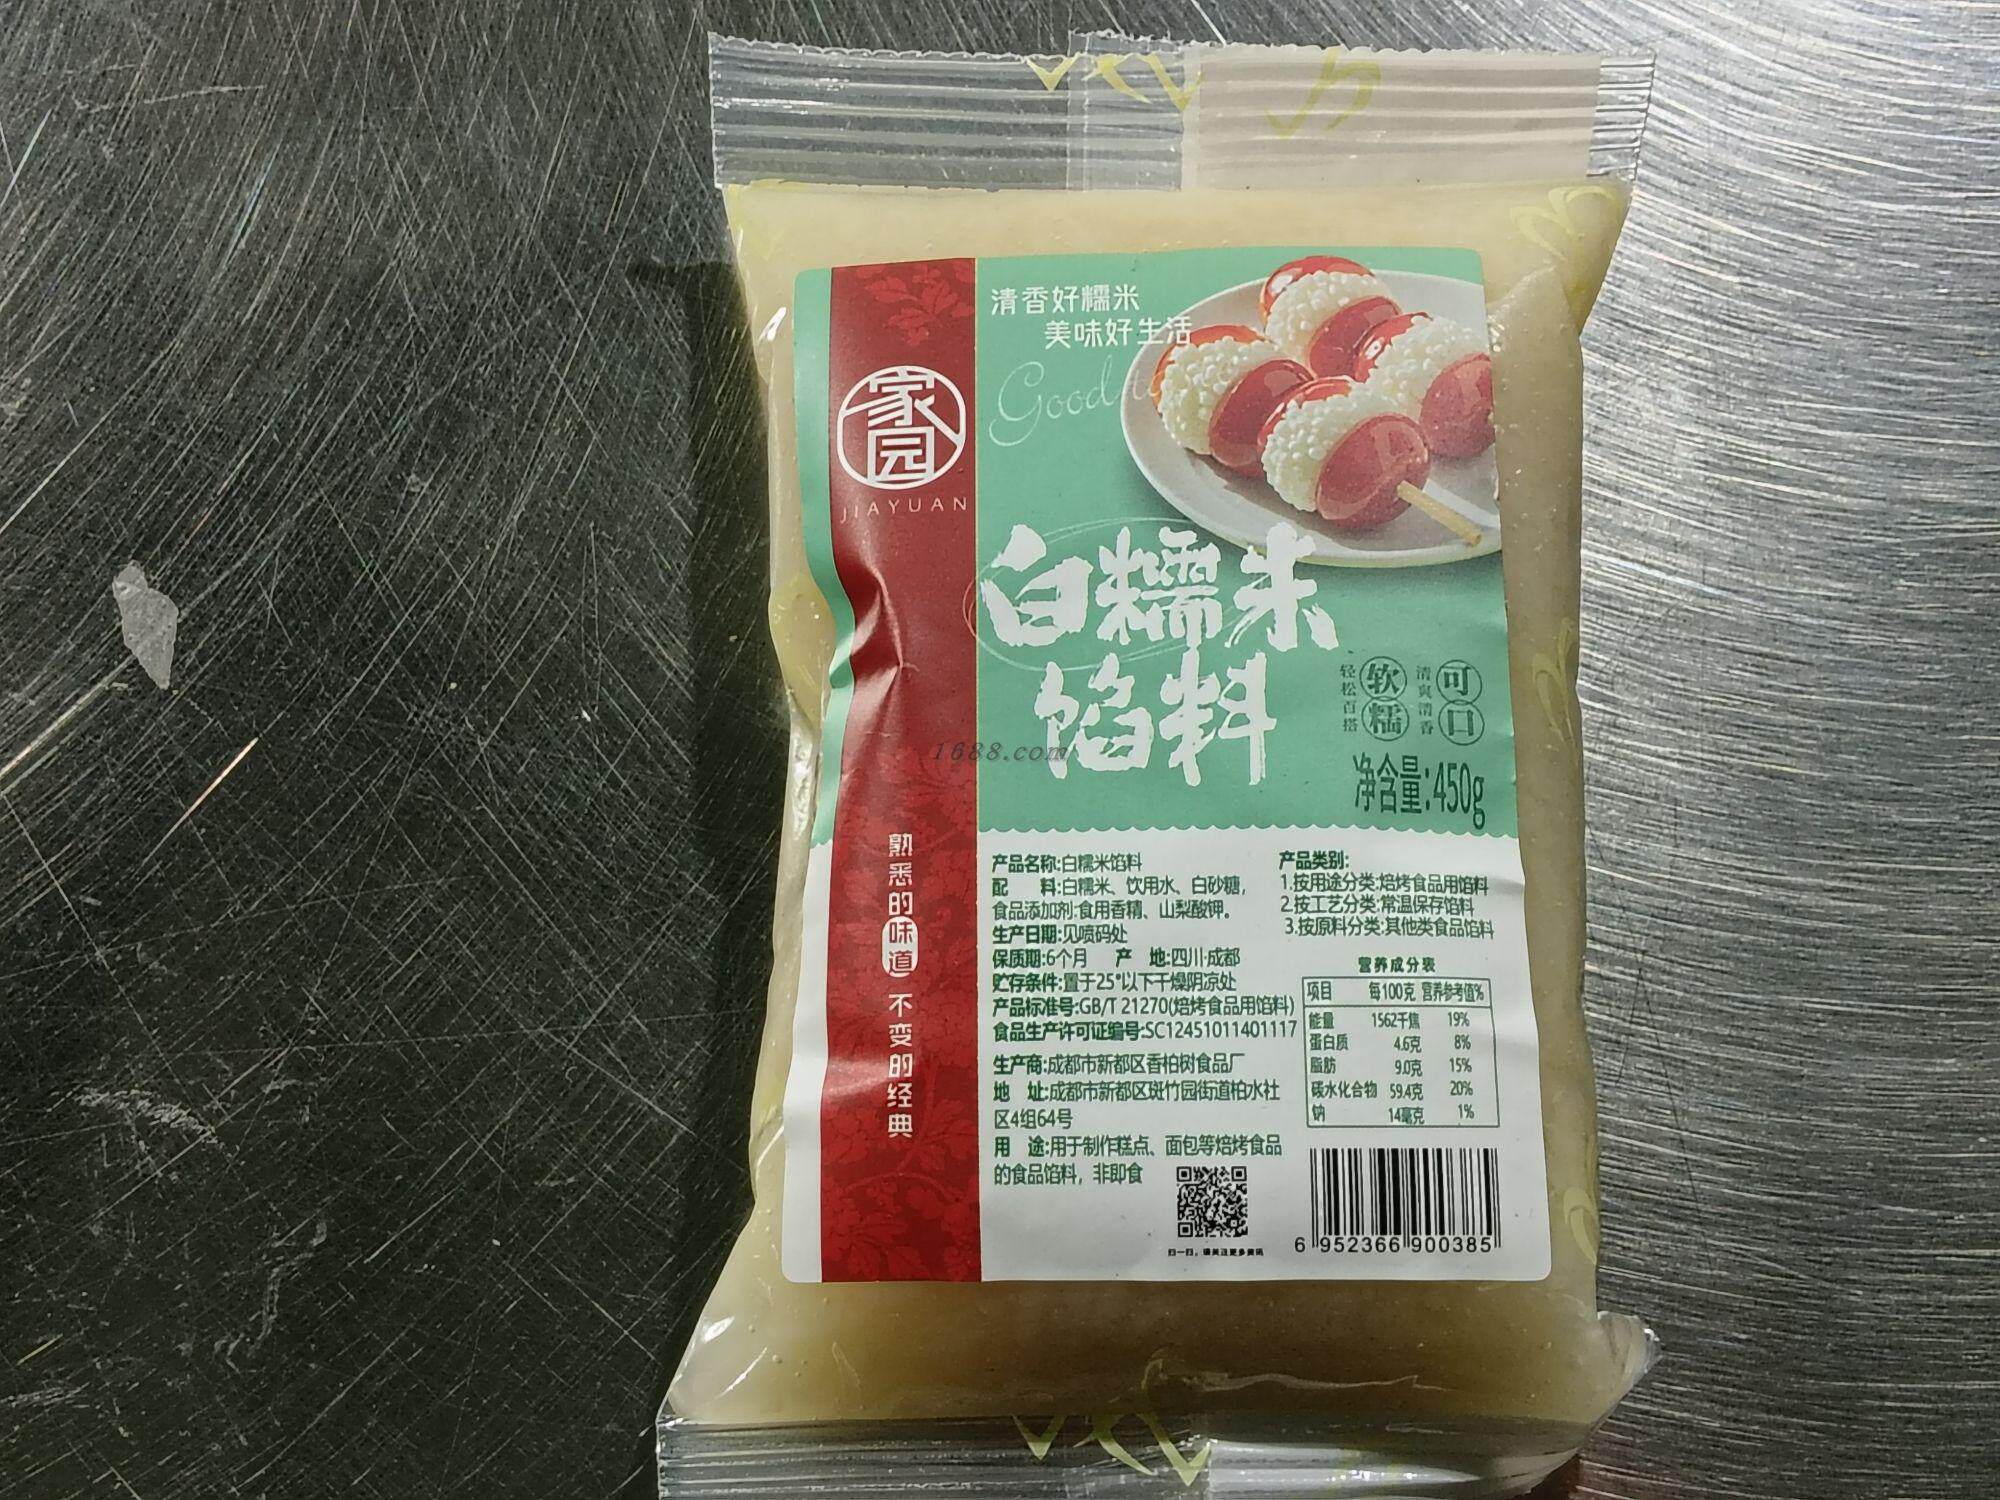 清香好糯米
美味好生活
Good
家园
JIAYUAN
白糯米
馅料
轻松百搭
软糯
清爽清香
可口
净含量:450g
1688.com
熟悉的味道 不变的经典
产品名称:白糯米馅料
配 料:白糯米、饮用水、白砂糖,
食品添加剂:食用香精、山梨酸钾。
生产日期:见喷码处
保质期:6个月 产 地:四川·成都
贮存条件:置于25°以下干燥阴凉处
产品标准号:GB/T 21270(焙烤食品用馅料)
食品生产许可证编号:SC12451011401117
生产商:成都市新都区香柏树食品厂
地 址:成都市新都区斑竹园街道柏水社
区4组64号
用 途:用于制作糕点、面包等焙烤食品
的食品馅料，非即食
产品类别:
1.按用途分类:焙烤食品用馅料
2.按工艺分类:常温保存馅料
3.按原料分类:其他类食品馅料
营养成分表
项目 每100克 营养参考值%
能量 1562千焦 19%
蛋白质 4.6克 8%
脂肪 9.0克 15%
碳水化合物 59.4克 20%
钠 14毫克 1%
扫一扫，
6 952366 900385